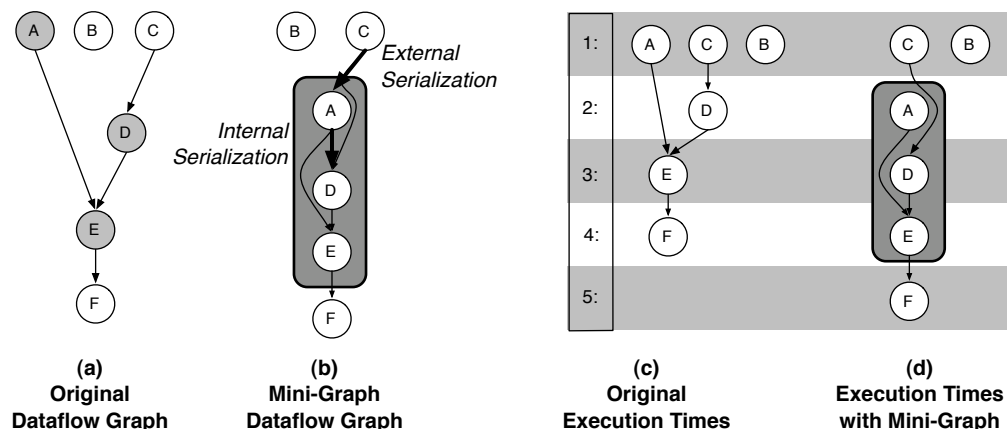 A
B
C
D
E
F
(a)
Original
Dataflow Graph
B
C
External
Serialization
A
Internal
Serialization
D
E
F
(b)
Mini-Graph
Dataflow Graph
1:
2:
3:
4:
5:
A
C
B
D
E
F
(c)
Original
Execution Times
C
B
A
D
E
F
(d)
Execution Times
with Mini-Graph